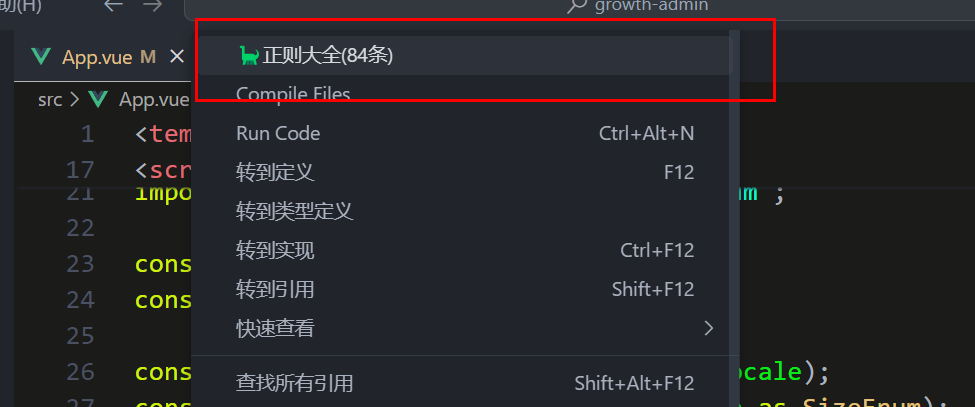 助(H) ← → growth-admin
App.vue M ×
正则大全(84条)
src > App.vue
Compile Files
1 <tem
Run Code Ctrl+Alt+N
17 <scr
转到定义 F12
21 impo m";
转到类型定义
22
转到实现 Ctrl+F12
23 cons
转到引用 Shift+F12
24 cons
快速查看 >
25
26 cons ocale);
查找所有引用 Shift+Alt+F12
27 cons as SizeEnum);